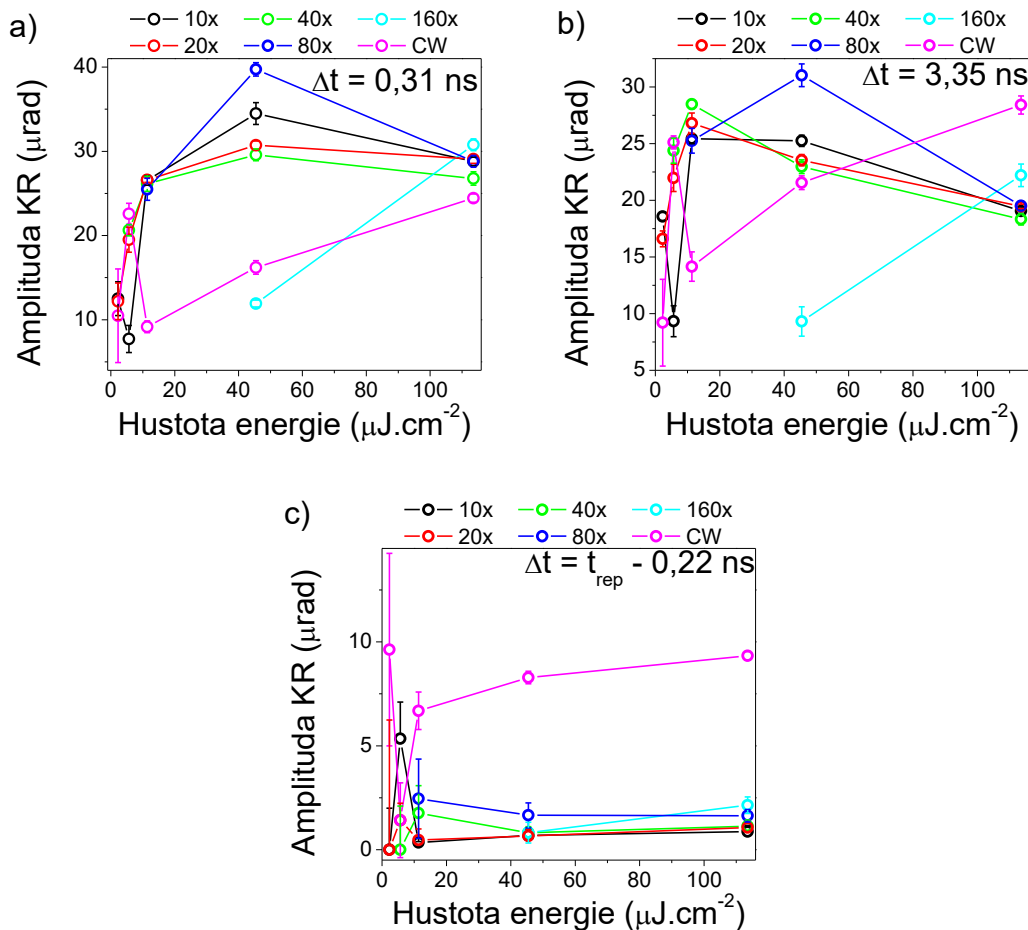 a)
10x 40x 160x
20x 80x CW
Δt = 0,31 ns
Amplituda KR (μrad)
40
30
20
10
0 20 40 60 80 100
Hustota energie (μJ.cm-2)
b)
10x 40x 160x
20x 80x CW
Δt = 3,35 ns
Amplituda KR (μrad)
30
25
20
15
10
5
0 20 40 60 80 100
Hustota energie (μJ.cm-2)
c)
10x 40x 160x
20x 80x CW
Δt = trep - 0,22 ns
Amplituda KR (μrad)
10
5
0
0 20 40 60 80 100
Hustota energie (μJ.cm-2)